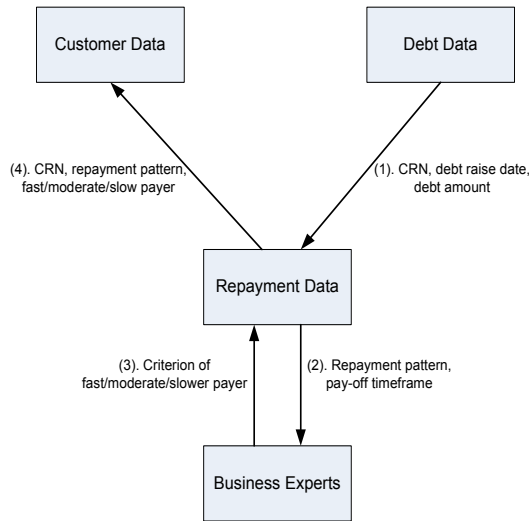 Customer Data
Debt Data
(4). CRN, repayment pattern,
fast/moderate/slow payer
(1). CRN, debt raise date,
debt amount
Repayment Data
(3). Criterion of
fast/moderate/slower payer
(2). Repayment pattern,
pay-off timeframe
Business Experts